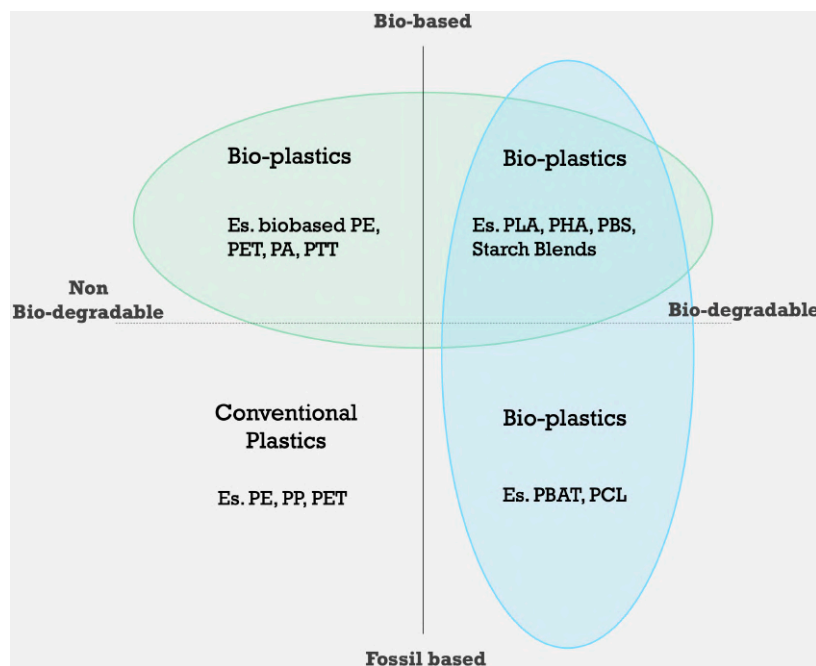 Bio-based
Bio-plastics
Bio-plastics
Es. biobased PE,
PET, PA, PTT
Es. PLA, PHA, PBS,
Starch Blends
Non
Bio-degradable
Bio-degradable
Conventional
Plastics
Bio-plastics
Es. PE, PP, PET
Es. PBAT, PCL
Fossil based